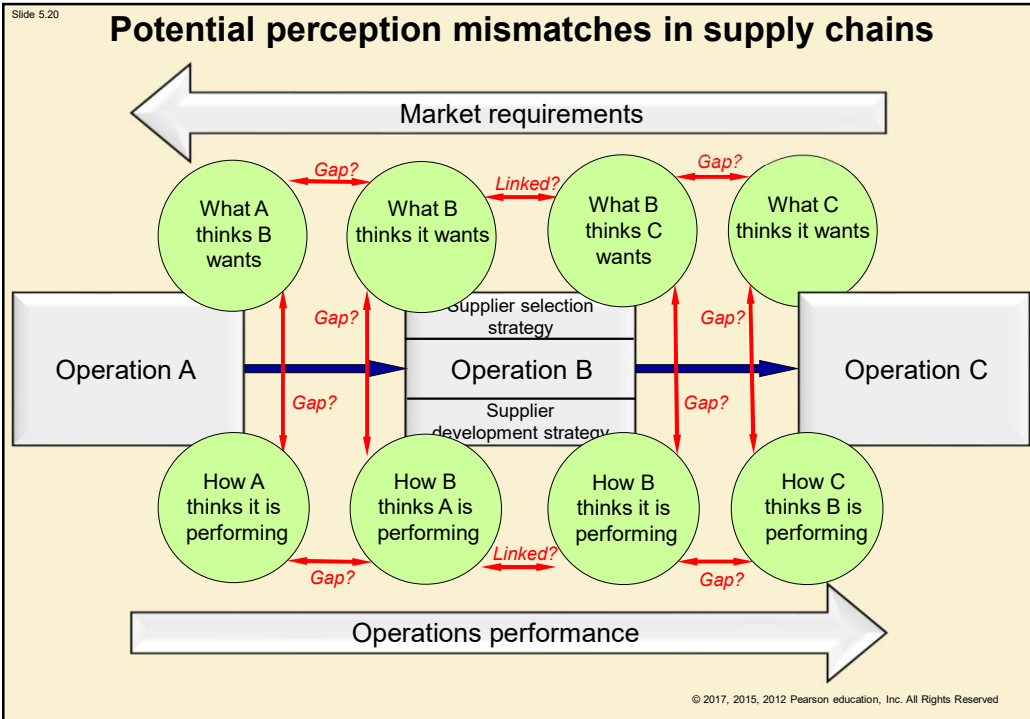 Slide 5.20
Potential perception mismatches in supply chains
Market requirements
Gap?
Linked?
Gap?
What A
thinks B
wants
What B
thinks it wants
What B
thinks C
wants
What C
thinks it wants
Gap?
Gap?
Supplier selection
strategy
Operation A
Operation B
Operation C
Gap?
Gap?
Supplier
development strategy
How A
thinks it is
performing
How B
thinks A is
performing
How B
thinks it is
performing
How C
thinks B is
performing
Gap?
Linked?
Gap?
Operations performance
© 2017, 2015, 2012 Pearson education, Inc. All Rights Reserved